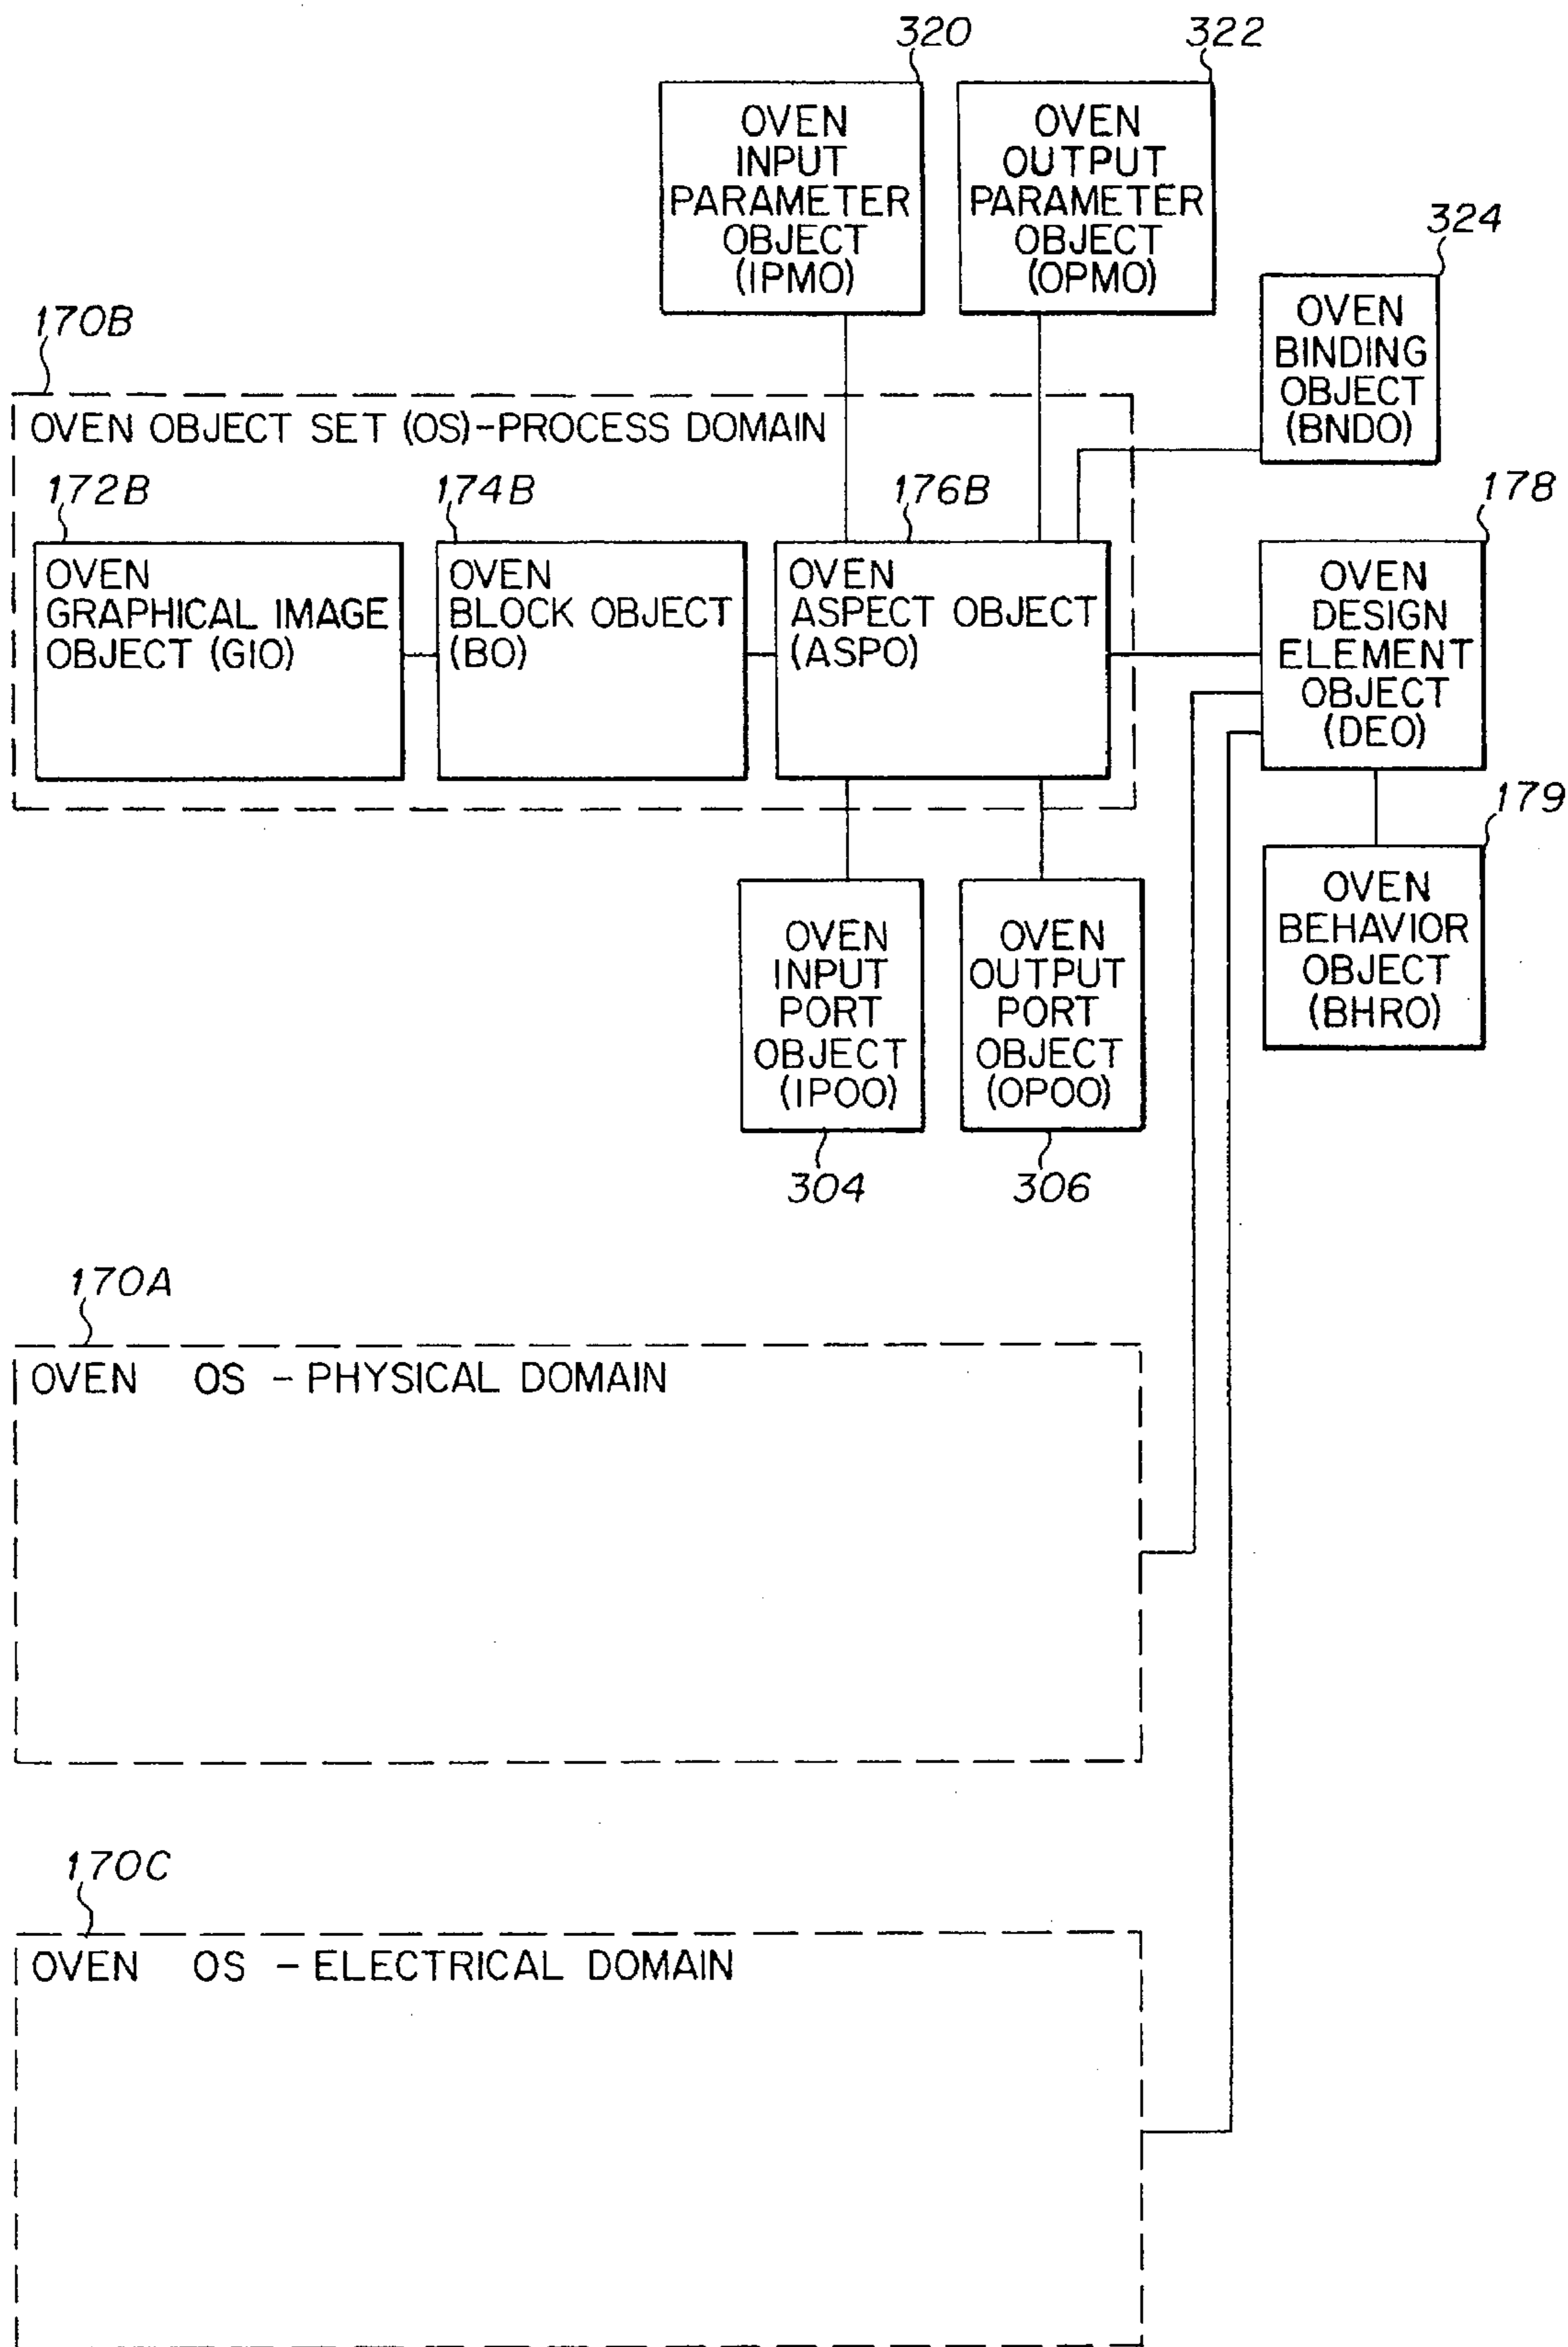 320
322
OVEN
INPUT
PARAMETER
OBJECT
(IPMO)
OVEN
OUTPUT
PARAMETER
OBJECT
(OPMO)
324
OVEN
BINDING
OBJECT
(BNDO)
170B
OVEN OBJECT SET (OS)-PROCESS DOMAIN
172B
OVEN
GRAPHICAL IMAGE
OBJECT (GIO)
174B
OVEN
BLOCK OBJECT
(BO)
176B
OVEN
ASPECT OBJECT
(ASPO)
178
OVEN
DESIGN
ELEMENT
OBJECT
(DEO)
179
OVEN
BEHAVIOR
OBJECT
(BHRO)
OVEN
INPUT
PORT
OBJECT
(IPOO)
304
OVEN
OUTPUT
PORT
OBJECT
(OPOO)
306
170A
OVEN OS - PHYSICAL DOMAIN
170C
OVEN OS - ELECTRICAL DOMAIN